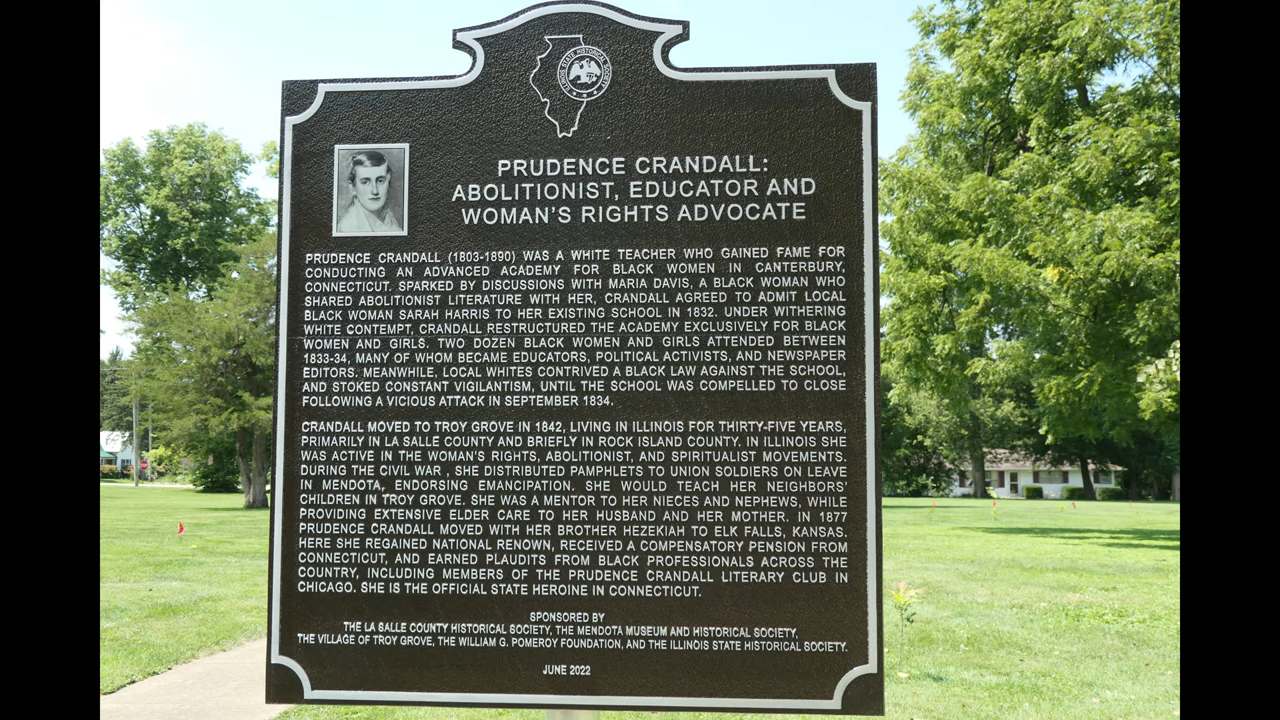 ILLINOIS STATE HISTORICAL SOCIETY
PRUDENCE CRANDALL:
ABOLITIONIST, EDUCATOR AND
WOMAN'S RIGHTS ADVOCATE
PRUDENCE CRANDALL (1803-1890) WAS A WHITE TEACHER WHO GAINED FAME FOR
CONDUCTING AN ADVANCED ACADEMY FOR BLACK WOMEN IN CANTERBURY,
CONNECTICUT. SPARKED BY DISCUSSIONS WITH MARIA DAVIS, A BLACK WOMAN WHO
SHARED ABOLITIONIST LITERATURE WITH HER, CRANDALL AGREED TO ADMIT LOCAL
BLACK WOMAN SARAH HARRIS TO HER EXISTING SCHOOL IN 1832. UNDER WITHERING
WHITE CONTEMPT, CRANDALL RESTRUCTURED THE ACADEMY EXCLUSIVELY FOR BLACK
WOMEN AND GIRLS. TWO DOZEN BLACK WOMEN AND GIRLS ATTENDED BETWEEN
1833-34, MANY OF WHOM BECAME EDUCATORS, POLITICAL ACTIVISTS, AND NEWSPAPER
EDITORS. MEANWHILE, LOCAL WHITES CONTRIVED A BLACK LAW AGAINST THE SCHOOL,
AND STOKED CONSTANT VIGILANTISM, UNTIL THE SCHOOL WAS COMPELLED TO CLOSE
FOLLOWING A VICIOUS ATTACK IN SEPTEMBER 1834.
CRANDALL MOVED TO TROY GROVE IN 1842, LIVING IN ILLINOIS FOR THIRTY-FIVE YEARS,
PRIMARILY IN LA SALLE COUNTY AND BRIEFLY IN ROCK ISLAND COUNTY. IN ILLINOIS SHE
WAS ACTIVE IN THE WOMAN'S RIGHTS, ABOLITIONIST, AND SPIRITUALIST MOVEMENTS.
DURING THE CIVIL WAR , SHE DISTRIBUTED PAMPHLETS TO UNION SOLDIERS ON LEAVE
IN MENDOTA, ENDORSING EMANCIPATION. SHE WOULD TEACH HER NEIGHBORS'
CHILDREN IN TROY GROVE. SHE WAS A MENTOR TO HER NIECES AND NEPHEWS, WHILE
PROVIDING EXTENSIVE ELDER CARE TO HER HUSBAND AND HER MOTHER. IN 1877
PRUDENCE CRANDALL MOVED WITH HER BROTHER HEZEKIAH TO ELK FALLS, KANSAS.
HERE SHE REGAINED NATIONAL RENOWN, RECEIVED A COMPENSATORY PENSION FROM
CONNECTICUT, AND EARNED PLAUDITS FROM BLACK PROFESSIONALS ACROSS THE
COUNTRY, INCLUDING MEMBERS OF THE PRUDENCE CRANDALL LITERARY CLUB IN
CHICAGO. SHE IS THE OFFICIAL STATE HEROINE IN CONNECTICUT.
SPONSORED BY
THE LA SALLE COUNTY HISTORICAL SOCIETY, THE MENDOTA MUSEUM AND HISTORICAL SOCIETY,
THE VILLAGE OF TROY GROVE, THE WILLIAM G. POMEROY FOUNDATION, AND THE ILLINOIS STATE HISTORICAL SOCIETY.
JUNE 2022